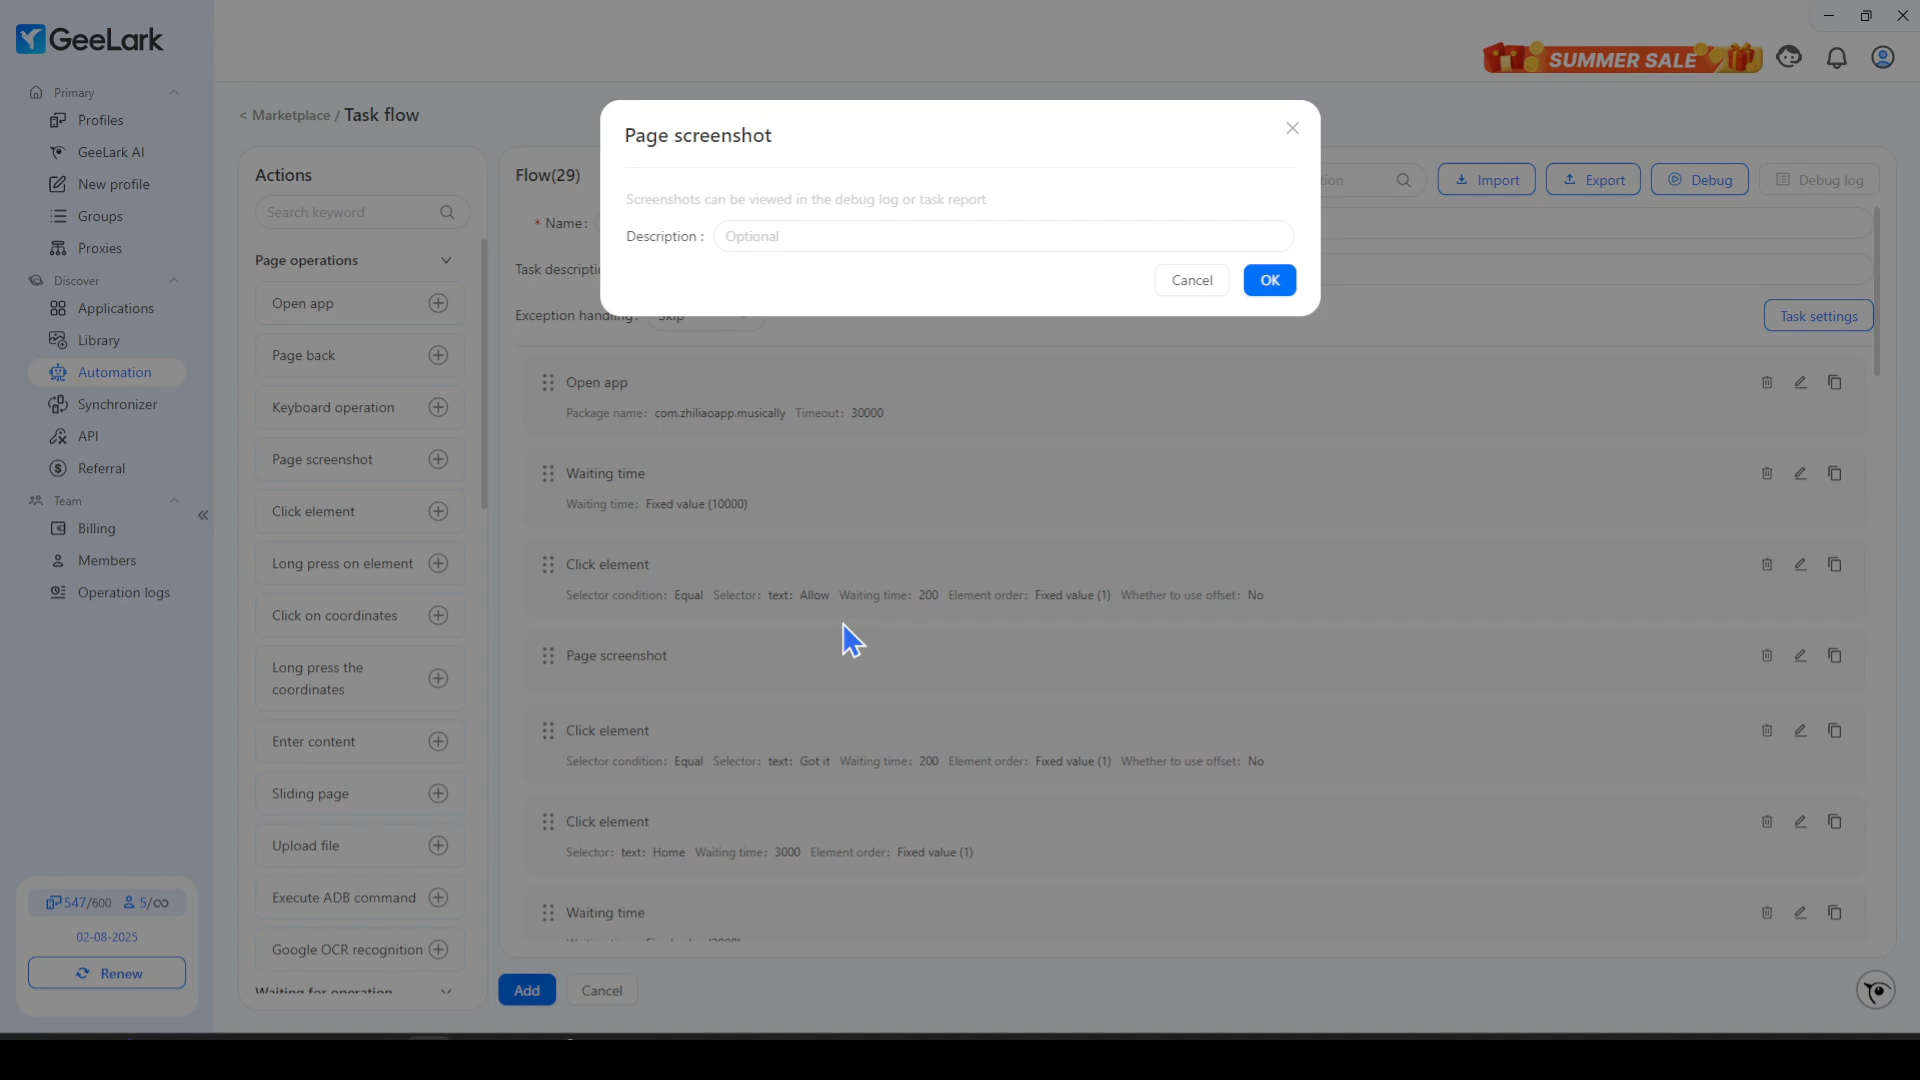 GeeLark
SUMMER SALE
Primary
Profiles
GeeLark AI
New profile
Groups
Proxies
Discover
Applications
Library
Automation
Synchronizer
API
Referral
Team
Billing
Members
Operation logs
547/600 5/∞
02-08-2025
Renew
< Marketplace / Task flow
Actions
Search keyword
Page operations
Open app
Page back
Keyboard operation
Page screenshot
Click element
Long press on element
Click on coordinates
Long press the
coordinates
Enter content
Sliding page
Upload file
Execute ADB command
Google OCR recognition
Waiting for operation
Page screenshot
Screenshots can be viewed in the debug log or task report
Description : Optional
Cancel OK
Flow(29)
Import Export Debug Debug log
* Name:
Exception handling: Skip
Task settings
Open app
Package name: com.zhiliaoapp.musically Timeout: 30000
Waiting time
Waiting time: Fixed value (10000)
Click element
Selector condition: Equal Selector: text: Allow Waiting time: 200 Element order: Fixed value (1) Whether to use offset: No
Page screenshot
Click element
Selector condition: Equal Selector: text: Got it Waiting time: 200 Element order: Fixed value (1) Whether to use offset: No
Click element
Selector: text: Home Waiting time: 3000 Element order: Fixed value (1)
Waiting time
Add Cancel